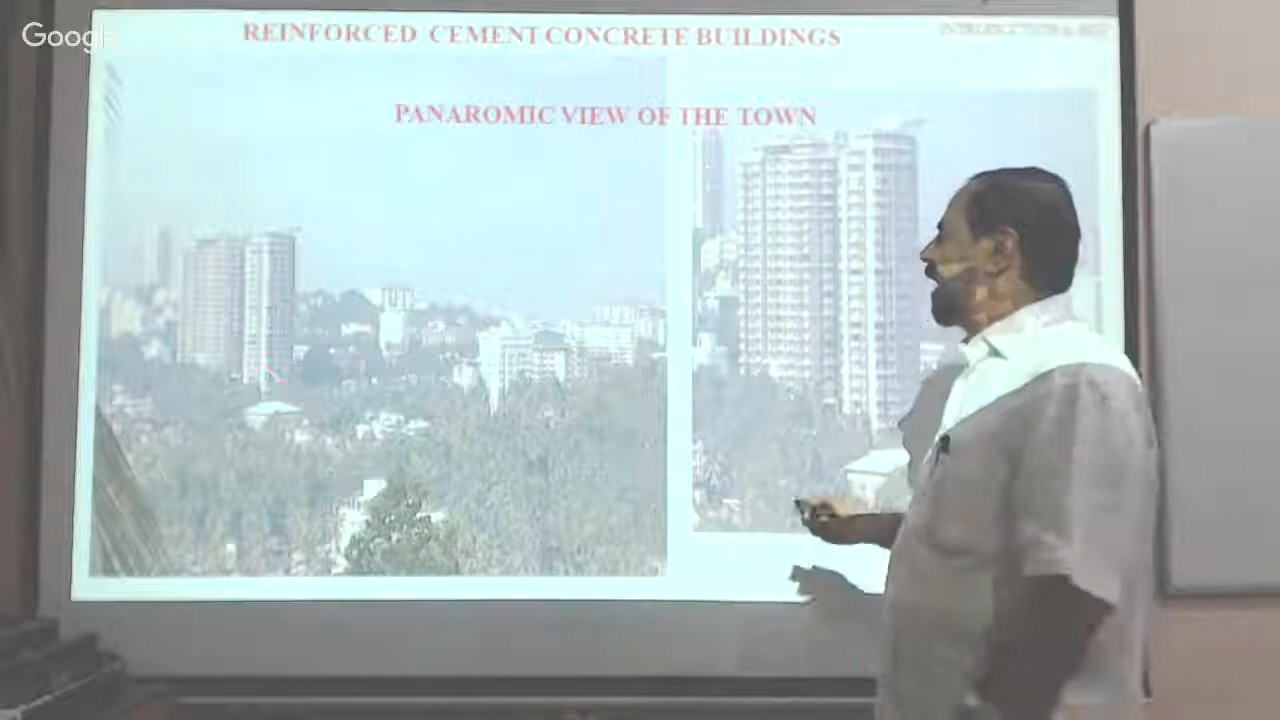 Google
REINFORCED CEMENT CONCRETE BUILDINGS
PANAROMIC VIEW OF THE TOWN